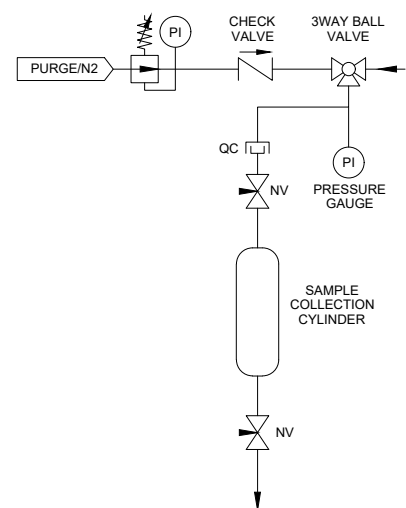 CHECK
VALVE
3WAY BALL
VALVE
PI
PURGE/N2
QC
PI
NV
PRESSURE
GAUGE
SAMPLE
COLLECTION
CYLINDER
NV